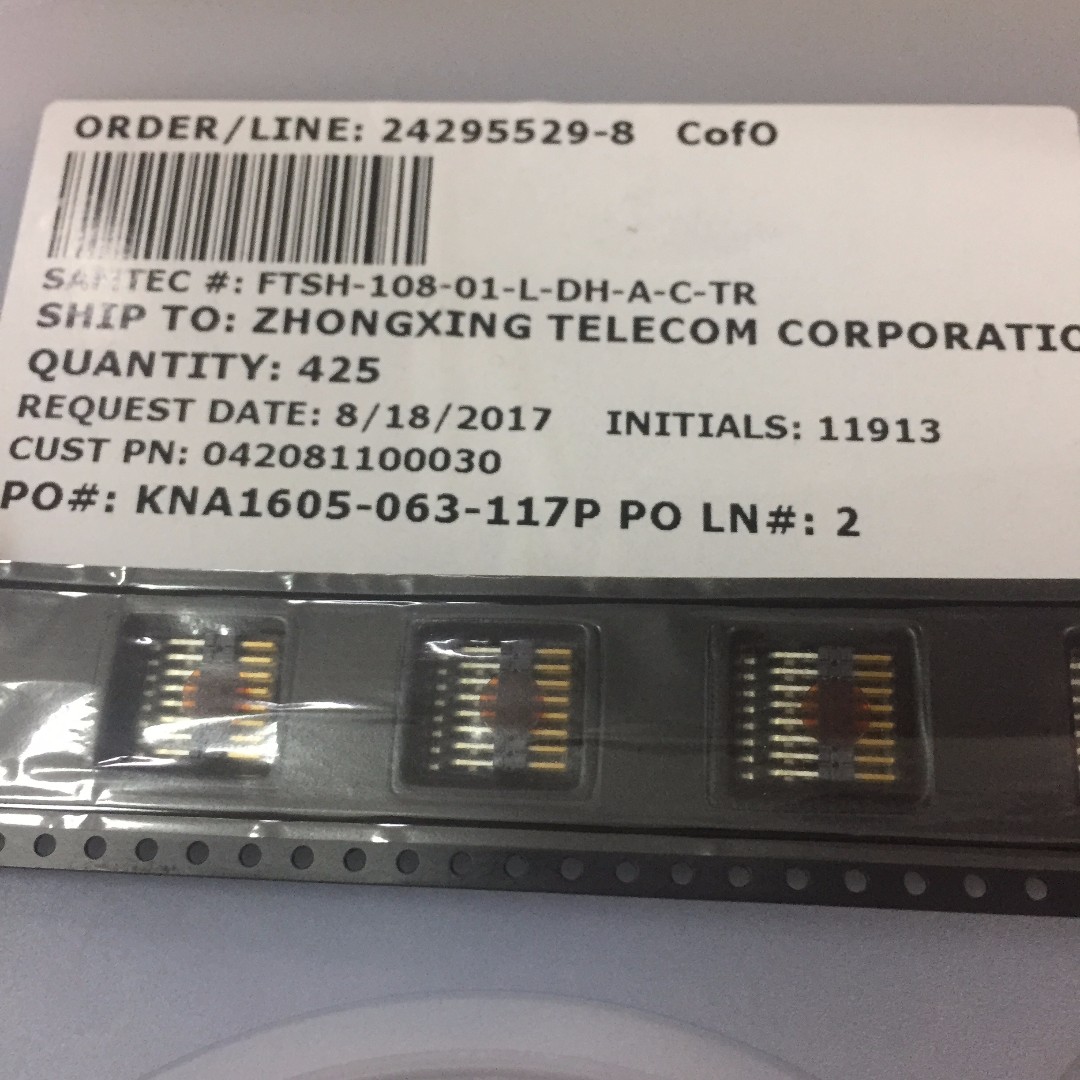 ORDER/LINE: 24295529-8 CofO
SAMTEC #: FTSH-108-01-L-DH-A-C-TR
SHIP TO: ZHONGXING TELECOM CORPORATIO
QUANTITY: 425
REQUEST DATE: 8/18/2017 INITIALS: 11913
CUST PN: 042081100030
PO#: KNA1605-063-117P PO LN#: 2